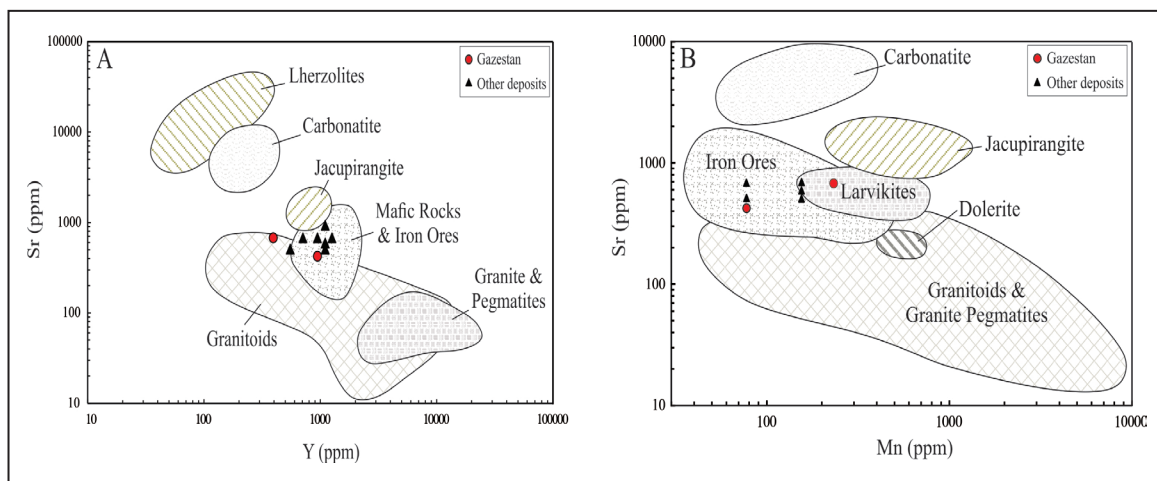 A
Gazestan
Other deposits
Lherzolites
Carbonatite
Jacupirangite
Mafic Rocks
& Iron Ores
Granite &
Pegmatites
Granitoids
100000
10000
1000
100
10
Sr (ppm)
10
100
1000
10000
100000
Y (ppm)
B
Gazestan
Other deposits
Carbonatite
Jacupirangite
Iron Ores
Larvikites
Dolerite
Granitoids &
Granite Pegmatites
10000
1000
100
10
Sr (ppm)
100
1000
10000
Mn (ppm)